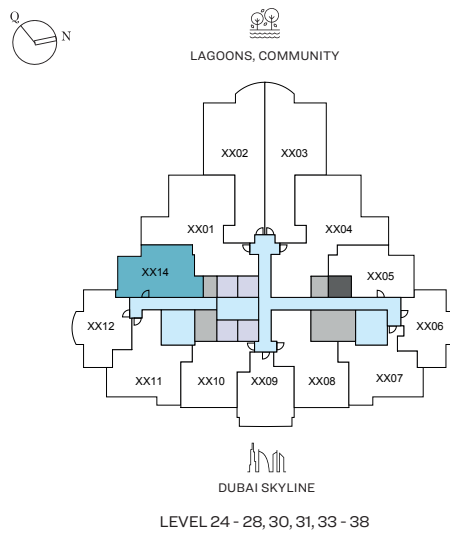 Q
N
LAGOONS, COMMUNITY
XX02
XX03
XX01
XX04
XX14
XX05
XX12
XX06
XX11
XX10
XX09
XX08
XX07
DUBAI SKYLINE
LEVEL 24 - 28, 30, 31, 33 - 38